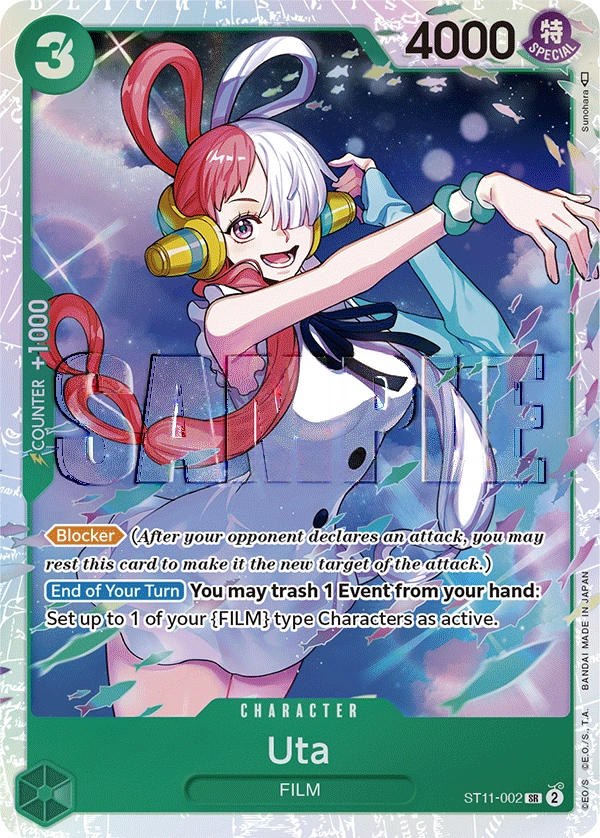 3
4000
特
SPECIAL
Sunohara
COUNTER +1000
SAMPLE
Blocker (After your opponent declares an attack, you may
rest this card to make it the new target of the attack.)
End of Your Turn You may trash 1 Event from your hand:
Set up to 1 of your {FILM} type Characters as active.
CHARACTER
Uta
FILM
ST11-002 SR 2
©E.O/S ©E.O./S., T.A. BANDAI MADE IN JAPAN